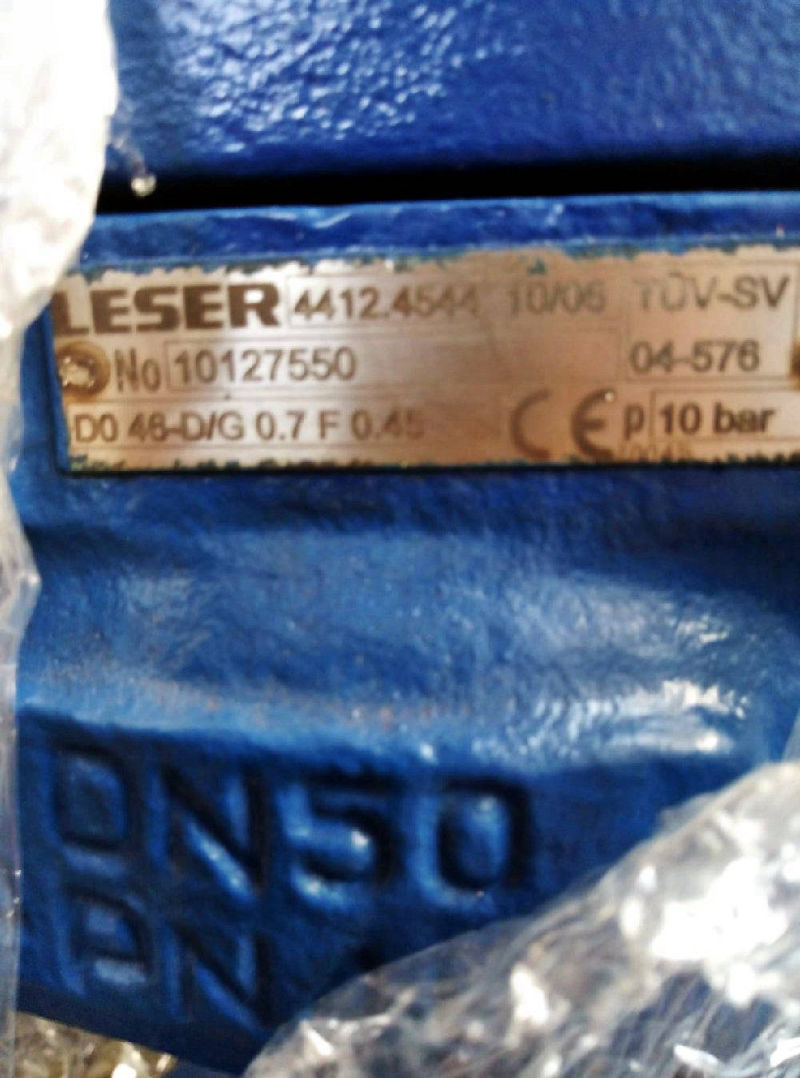 LESER 4412.4544 10/06 TÜV-SV
No 10127550 04-576
D0 46-D/G 0.7 F 0.45 CE p 10 bar
DN50
PN